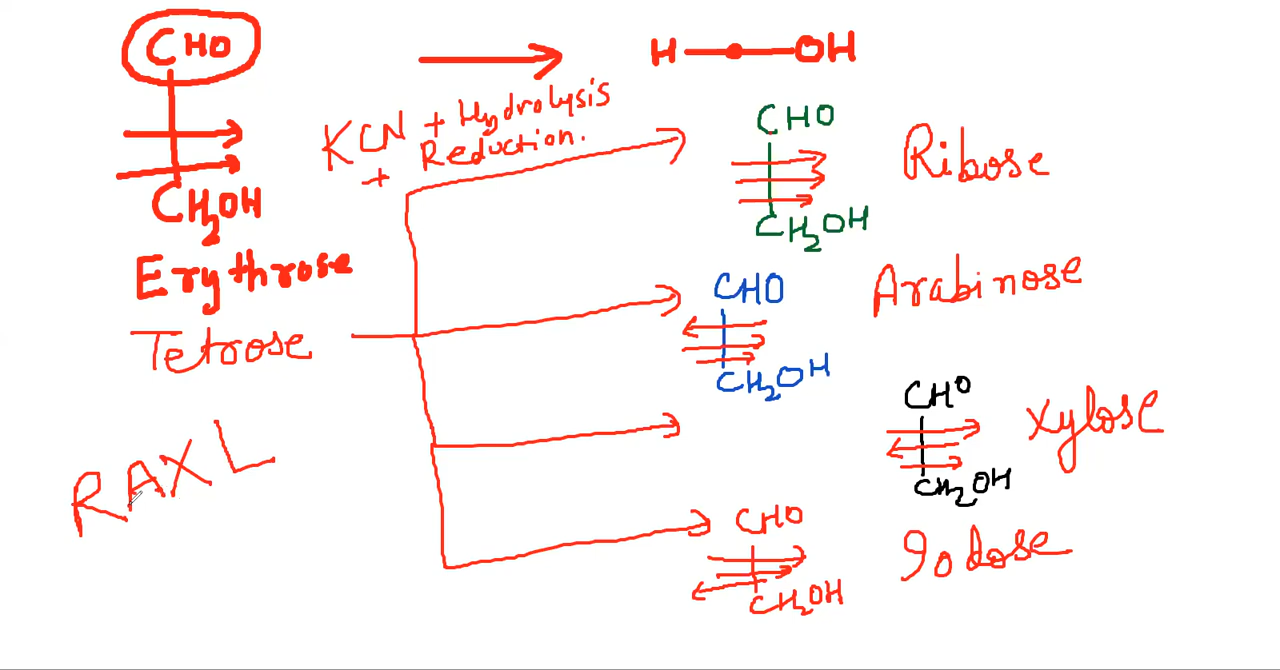 CHO
H OH
KCN + Hydrolysis
+ Reduction.
CH2OH
Erythrose
Tetrose
CHO
CH2OH
Ribose
CHO
CH2OH
Arabinose
CHO
CH2OH
Xylose
CHO
CH2OH
Iodose
RAXL